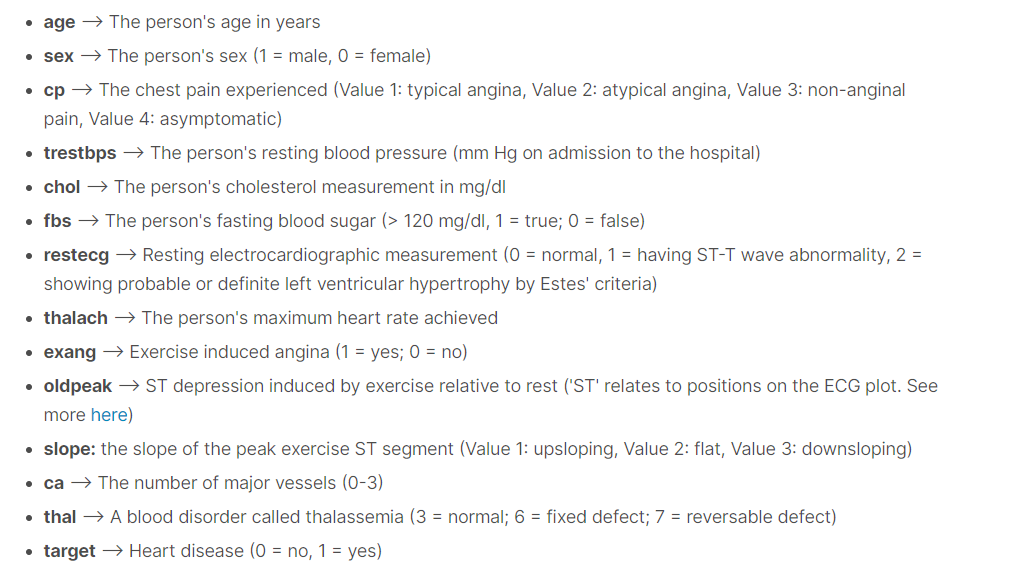 • age → The person's age in years
• sex → The person's sex (1 = male, 0 = female)
• cp → The chest pain experienced (Value 1: typical angina, Value 2: atypical angina, Value 3: non-anginal
pain, Value 4: asymptomatic)
• trestbps → The person's resting blood pressure (mm Hg on admission to the hospital)
• chol → The person's cholesterol measurement in mg/dl
• fbs → The person's fasting blood sugar (> 120 mg/dl, 1 = true; 0 = false)
• restecg → Resting electrocardiographic measurement (0 = normal, 1 = having ST-T wave abnormality, 2 =
showing probable or definite left ventricular hypertrophy by Estes' criteria)
• thalach → The person's maximum heart rate achieved
• exang → Exercise induced angina (1 = yes; 0 = no)
• oldpeak → ST depression induced by exercise relative to rest ('ST' relates to positions on the ECG plot. See
more here)
• slope: the slope of the peak exercise ST segment (Value 1: upsloping, Value 2: flat, Value 3: downsloping)
• ca → The number of major vessels (0-3)
• thal → A blood disorder called thalassemia (3 = normal; 6 = fixed defect; 7 = reversable defect)
• target → Heart disease (0 = no, 1 = yes)